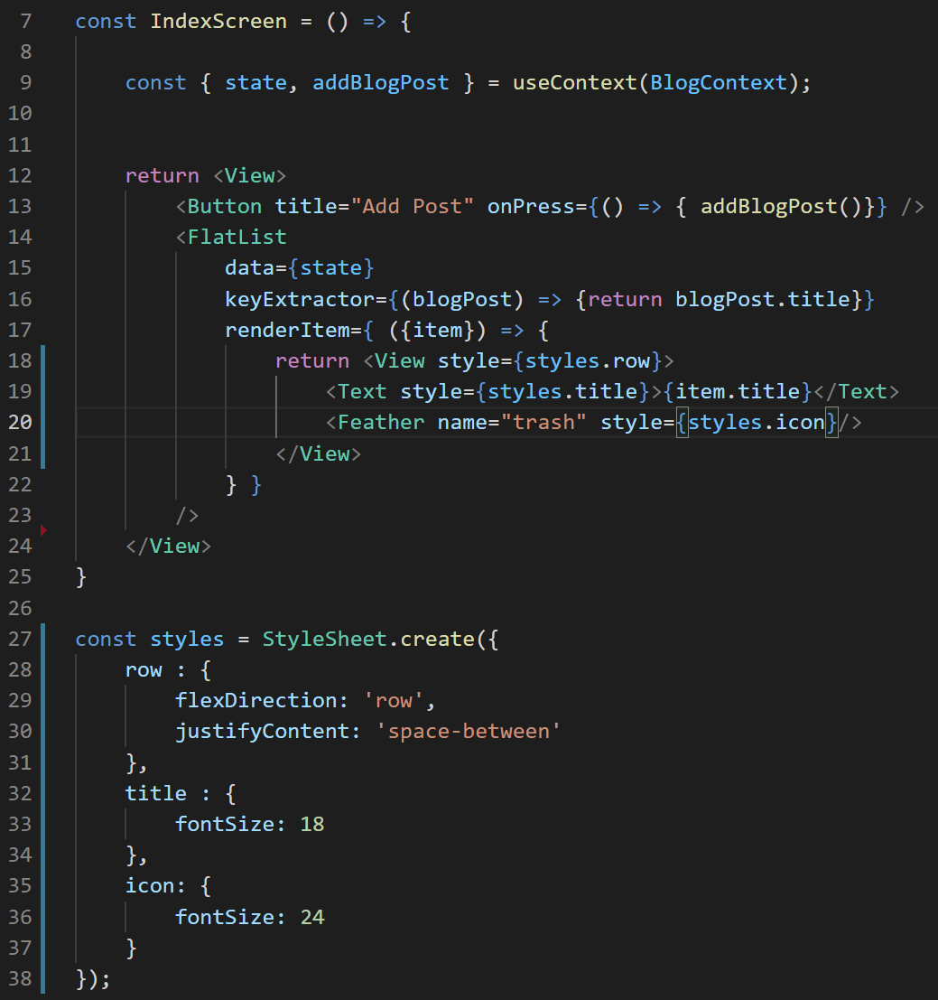 7 const IndexScreen = () => {
8
9     const { state, addBlogPost } = useContext(BlogContext);
10
11
12     return <View>
13         <Button title="Add Post" onPress={() => { addBlogPost()}} />
14         <FlatList
15             data={state}
16             keyExtractor={(blogPost) => {return blogPost.title}}
17             renderItem={ ({item}) => {
18                 return <View style={styles.row}>
19                     <Text style={styles.title}>{item.title}</Text>
20                     <Feather name="trash" style={styles.icon}/>
21                 </View>
22             } }
23         />
24     </View>
25 }
26
27 const styles = StyleSheet.create({
28     row : {
29         flexDirection: 'row',
30         justifyContent: 'space-between'
31     },
32     title : {
33         fontSize: 18
34     },
35     icon: {
36         fontSize: 24
37     }
38 });